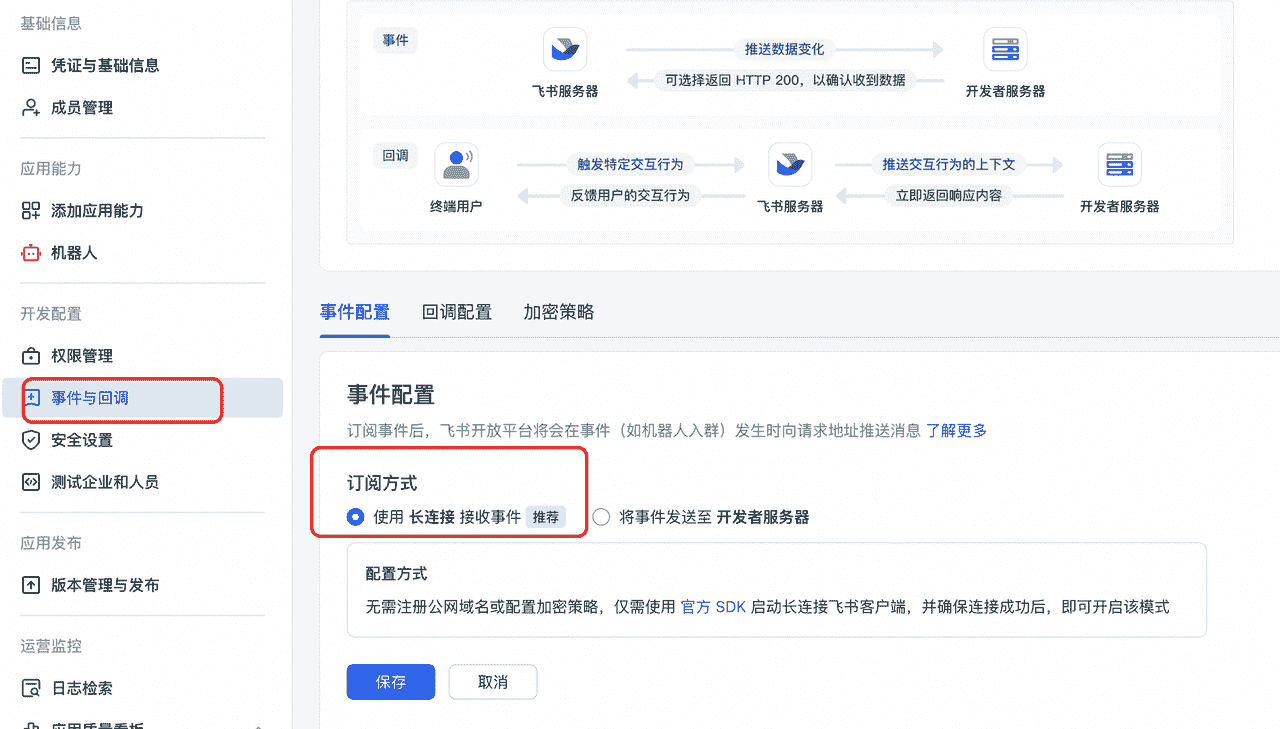 基础信息
凭证与基础信息
成员管理
应用能力
添加应用能力
机器人
开发配置
权限管理
事件与回调
安全设置
测试企业和人员
应用发布
版本管理与发布
运营监控
日志检索
应用质量看板
事件
飞书服务器
推送数据变化
可选择返回 HTTP 200，以确认收到数据
开发者服务器
回调
终端用户
触发特定交互行为
反馈用户的交互行为
飞书服务器
推送交互行为的上下文
立即返回响应内容
开发者服务器
事件配置 回调配置 加密策略
事件配置
订阅事件后，飞书开放平台将会在事件（如机器人入群）发生时向请求地址推送消息 了解更多
订阅方式
使用 长连接 接收事件 推荐 将事件发送至 开发者服务器
配置方式
无需注册公网域名或配置加密策略，仅需使用 官方 SDK 启动长连接飞书客户端，并确保连接成功后，即可开启该模式
保存 取消